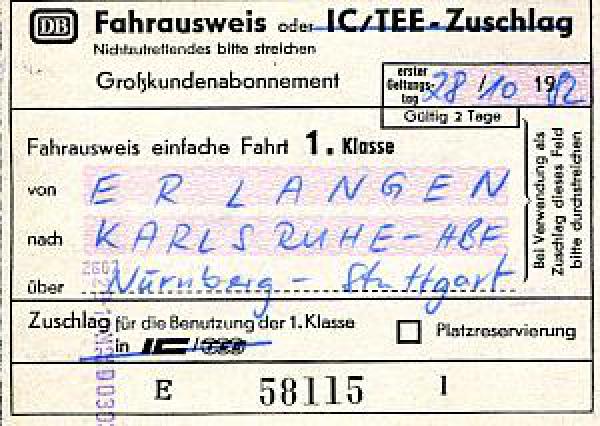 DB Fahrausweis oder IC/TEE-Zuschlag
Nichtzutreffendes bitte streichen
Großkundenabonnement
erster Geltungs-tag 28/10 1982
Gültig 2 Tage
Fahrausweis einfache Fahrt 1. Klasse
von ERLANGEN
nach KARLSRUHE-HBF
über Nürnberg - Stuttgart
Bei Verwendung als
Zuschlag dieses Feld
bitte durchstreichen
Zuschlag für die Benutzung der 1. Klasse
in IC/TEE
Platzreservierung
E 58115 1